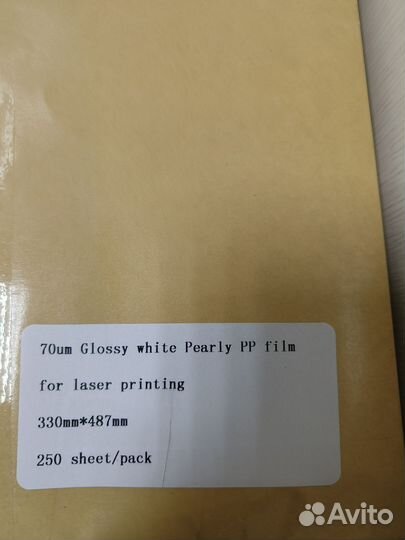 70um Glossy white Pearly PP film
for laser printing
330mm*487mm
250 sheet/pack
Avito